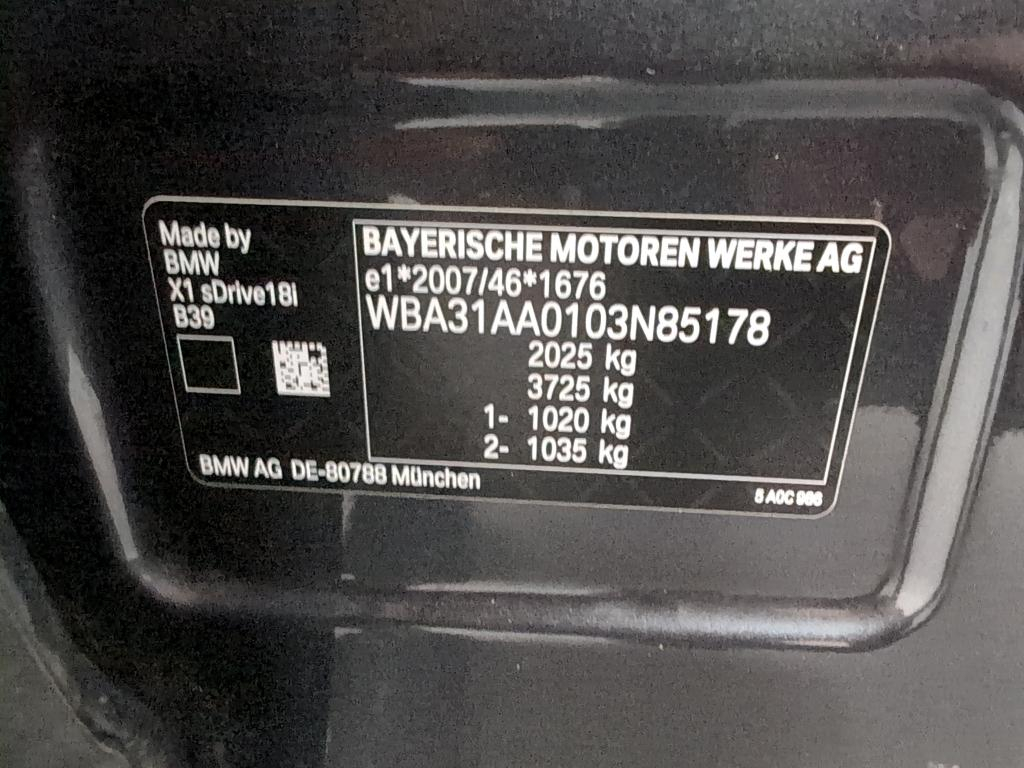 Made by
BMW
X1 sDrive18i
B39
BAYERISCHE MOTOREN WERKE AG
e1*2007/46*1676
WBA31AA0103N85178
2025 kg
3725 kg
1- 1020 kg
2- 1035 kg
BMW AG DE-80788 München
5 A0C 966